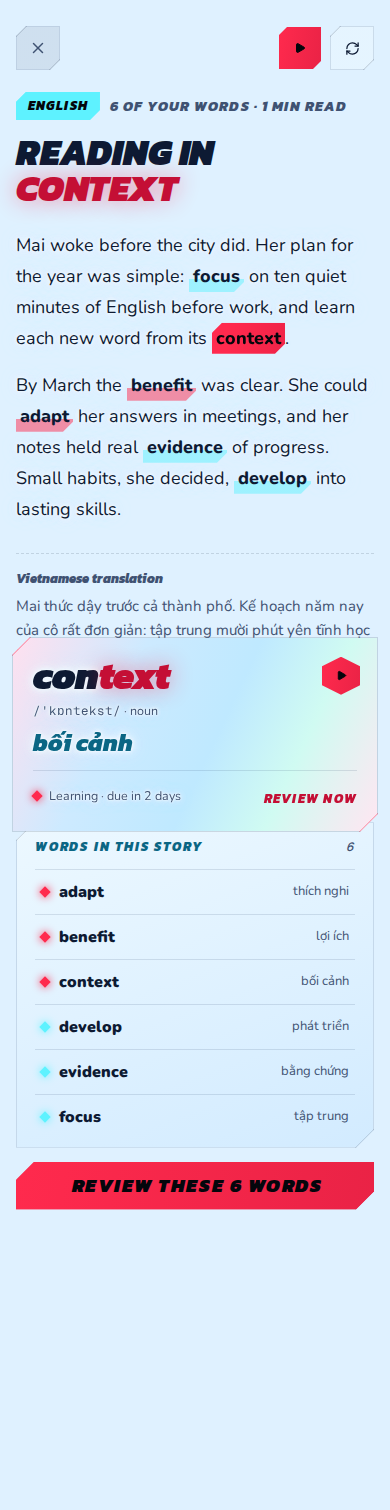 ENGLISH 6 OF YOUR WORDS · 1 MIN READ
READING IN
CONTEXT
Mai woke before the city did. Her plan for
the year was simple: focus on ten quiet
minutes of English before work, and learn
each new word from its context.
By March the benefit was clear. She could
adapt her answers in meetings, and her
notes held real evidence of progress.
Small habits, she decided, develop into
lasting skills.
Vietnamese translation
Mai thức dậy trước cả thành phố. Kế hoạch năm nay
của cô rất đơn giản: tập trung mười phút yên tĩnh học
context
/ˈkɒntekst/ · noun
bối cảnh
Learning · due in 2 days REVIEW NOW
WORDS IN THIS STORY 6
adapt thích nghi
benefit lợi ích
context bối cảnh
develop phát triển
evidence bằng chứng
focus tập trung
REVIEW THESE 6 WORDS